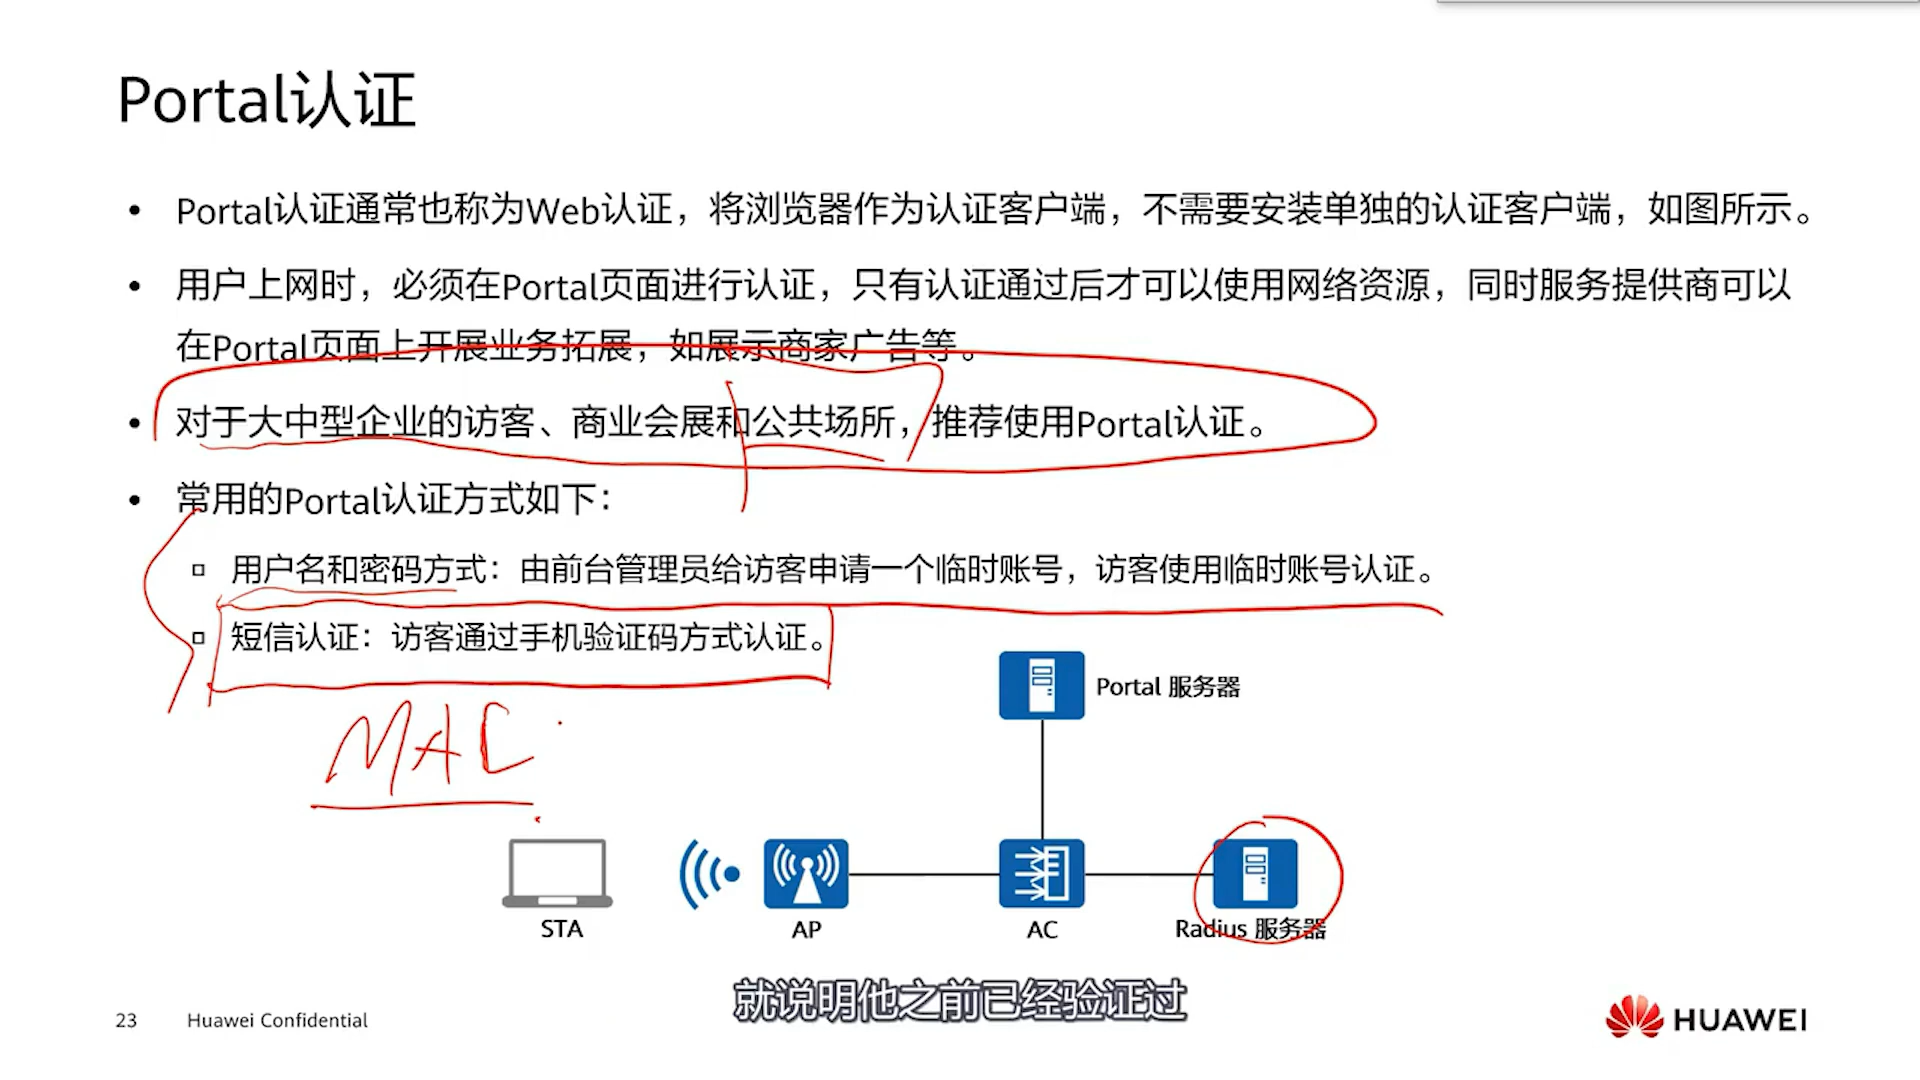 Portal认证
• Portal认证通常也称为Web认证，将浏览器作为认证客户端，不需要安装单独的认证客户端，如图所示。
• 用户上网时，必须在Portal页面进行认证，只有认证通过后才可以使用网络资源，同时服务提供商可以
在Portal页面上开展业务拓展，如展示商家广告等。
• 对于大中型企业的访客、商业会展和公共场所，推荐使用Portal认证。
• 常用的Portal认证方式如下：
▫ 用户名和密码方式：由前台管理员给访客申请一个临时账号，访客使用临时账号认证。
▫ 短信认证：访客通过手机验证码方式认证。
MAC
Portal 服务器
STA
AP
AC
Radius 服务器
就说明他之前已经验证过
23
Huawei Confidential
HUAWEI